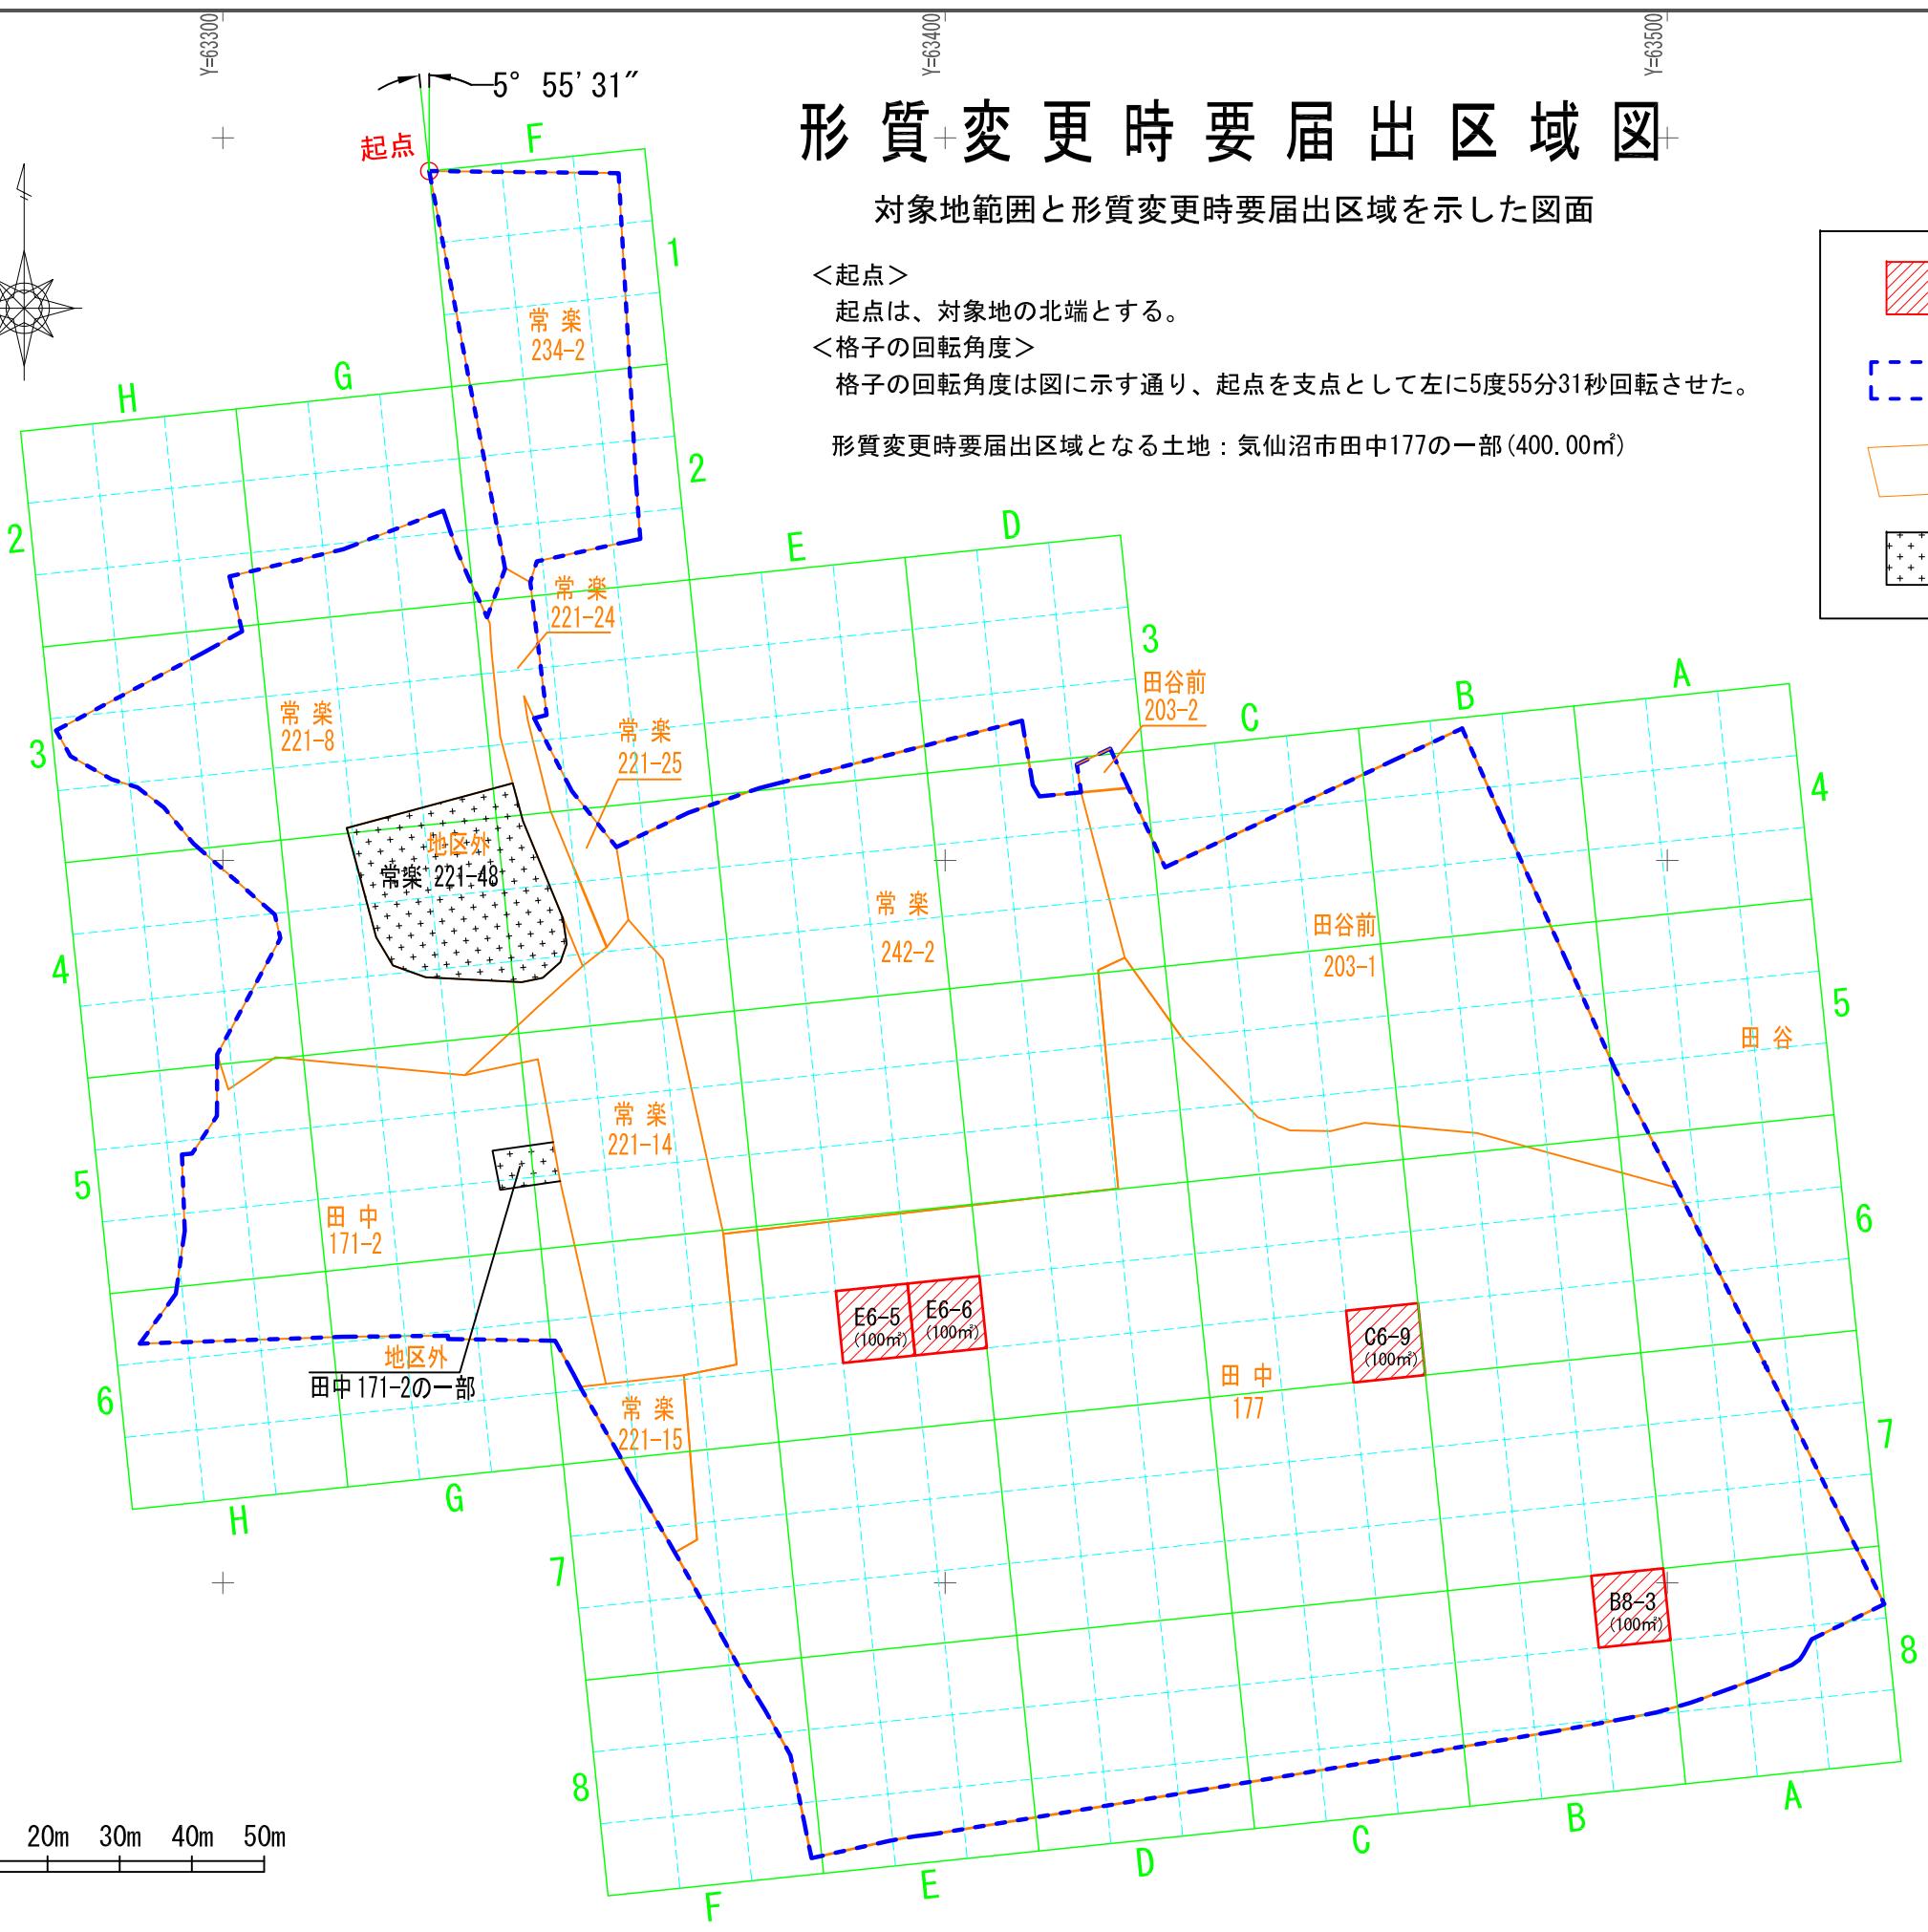 Y=63300
Y=63400
Y=63500
5° 55'31"
形質変更時要届出区域図
起点
F
対象地範囲と形質変更時要届出区域を示した図面
1
＜起点＞
起点は、対象地の北端とする。
＜格子の回転角度＞
格子の回転角度は図に示す通り、起点を支点として左に5度55分31秒回転させた。
形質変更時要届出区域となる土地：気仙沼市田中177の一部(400.00㎡)
常楽
234-2
H
G
2
2
E
D
常楽
221-24
3
田谷前
203-2
C
B
A
常楽
221-8
常楽
221-25
3
4
地区外
常楽 221-48
常楽
242-2
田谷前
203-1
4
5
田谷
常楽
221-14
5
田中
171-2
6
E6-5
(100㎡)
E6-6
(100㎡)
C6-9
(100㎡)
地区外
田中171-2の一部
田中
177
6
常楽
221-15
7
H
G
7
B8-3
(100㎡)
8
8
20m 30m 40m 50m
F
E
D
C
B
A